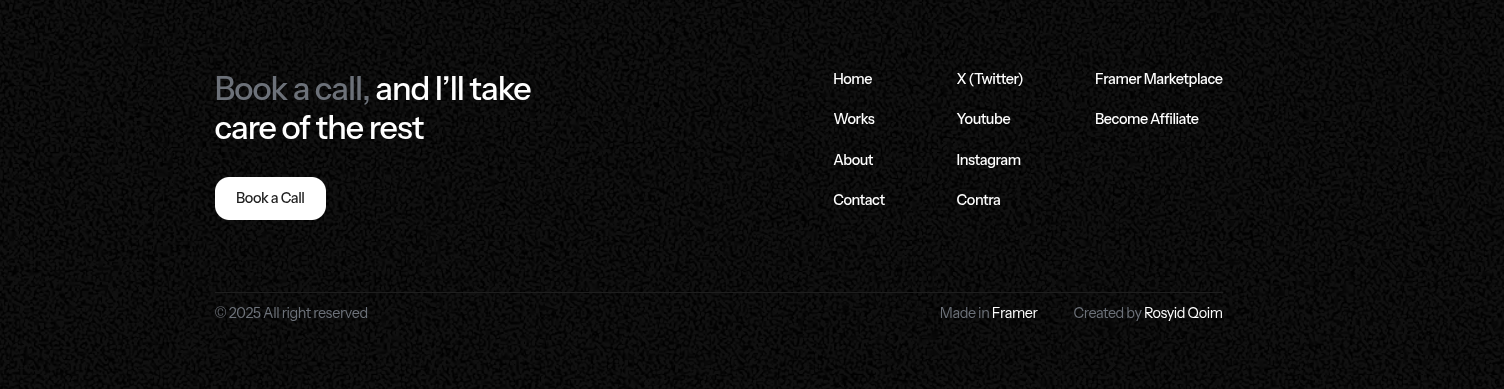 Book a call, and I’ll take
care of the rest
Book a Call
Home
Works
About
Contact
X (Twitter)
Youtube
Instagram
Contra
Framer Marketplace
Become Affiliate
© 2025 All right reserved
Made in Framer
Created by Rosyid Qoim